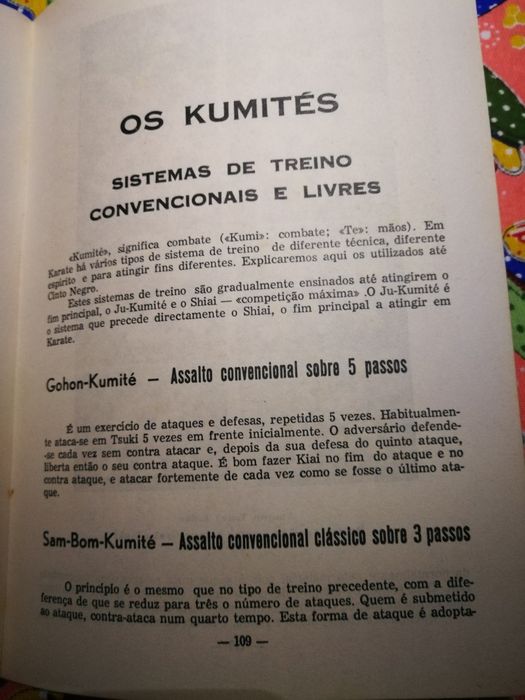 OS KUMITÉS
SISTEMAS DE TREINO
CONVENCIONAIS E LIVRES
«Kumité», significa combate («Kumi»: combate; «Te»: mãos). Em
Karate há vários tipos de sistema de treino de diferente técnica, diferente
espírito e para atingir fins diferentes. Explicaremos aqui os utilizados até
Cinto Negro.
Estes sistemas de treino são gradualmente ensinados até atingirem o
fim principal, o Ju-Kumité e o Shiai — «competição máxima» .O Ju-Kumité é
o sistema que precede directamente o Shiai, o fim principal a atingir em
Karate.
Gohon-Kumité — Assalto convencional sobre 5 passos
É um exercício de ataques e defesas, repetidas 5 vezes. Habitualmen-
te ataca-se em Tsuki 5 vezes em frente inicialmente. O adversário defende-
-se cada vez sem contra atacar e, depois da sua defesa do quinto ataque,
liberta então o seu contra ataque. É bom fazer Kiai no fim do ataque e no
contra ataque, e atacar fortemente de cada vez como se fosse o último ata-
que.
Sam-Bom-Kumité — Assalto convencional clássico sobre 3 passos
O princípio é o mesmo que no tipo de treino precedente, com a dife-
ferença de que se reduz para três o número de ataques. Quem é submetido
ao ataque, contra-ataca num quarto tempo. Esta forma de ataque é adopta-
— 109 —